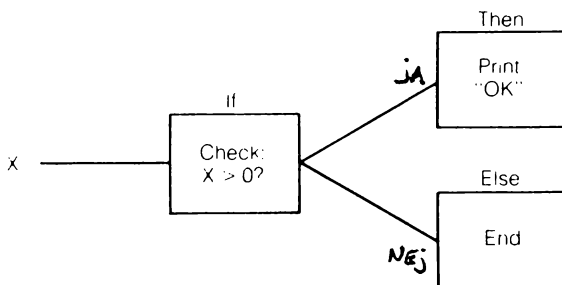 Then
Print
"OK"
jA
If
Check:
X > 0?
X
Else
End
NEj